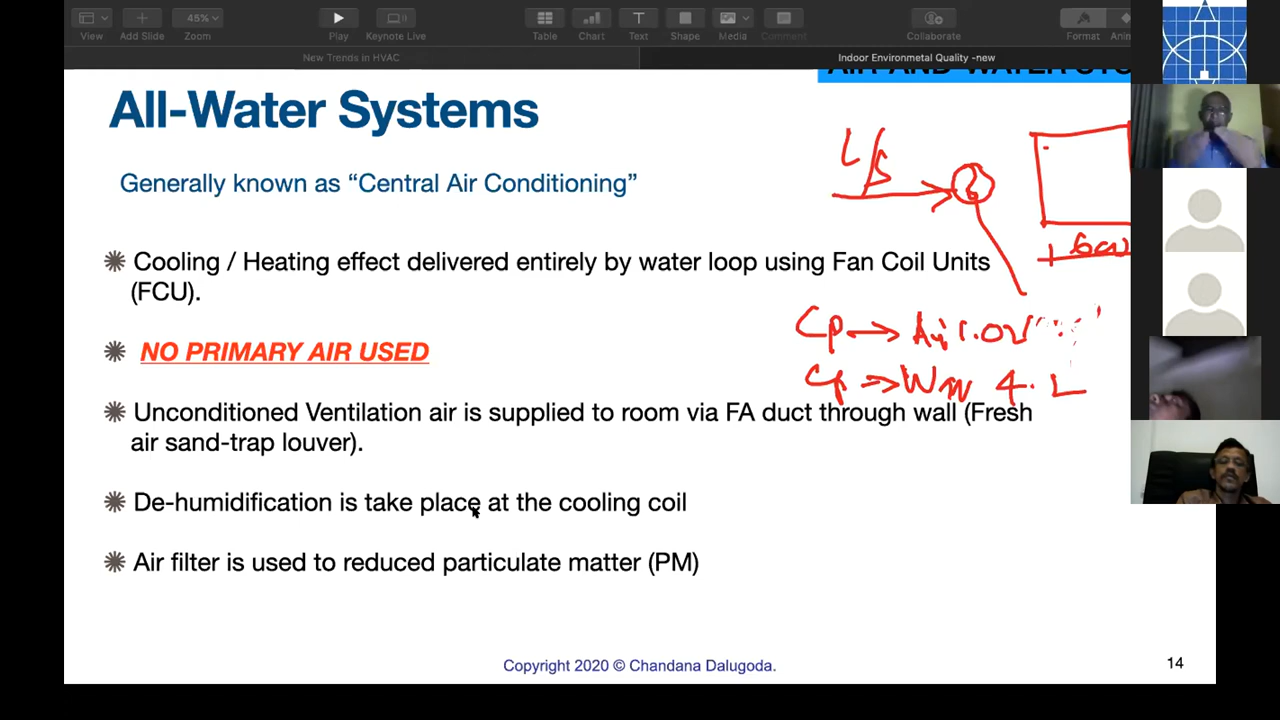 View
Add Slide
45%
Zoom
Play
Keynote Live
Table
Chart
Text
Shape
Media
Comment
Collaborate
Format
New Trends in HVAC
Indoor Environmetal Quality -new
All-Water Systems
Generally known as “Central Air Conditioning”
L/S
Cooling / Heating effect delivered entirely by water loop using Fan Coil Units
(FCU).
NO PRIMARY AIR USED
Cp → Air 1.0
Cp → 4.2
Unconditioned Ventilation air is supplied to room via FA duct through wall (Fresh
air sand-trap louver).
De-humidification is take place at the cooling coil
Air filter is used to reduced particulate matter (PM)
Copyright 2020 © Chandana Dalugoda.
14